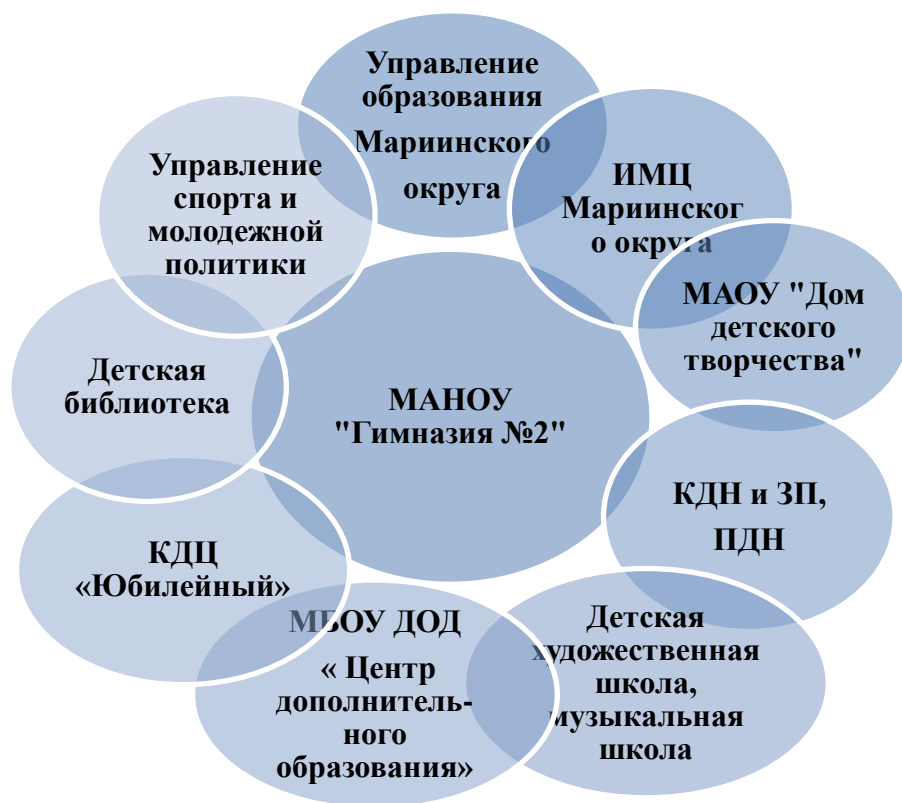 Управление
образования
Мариинского
округа
ИМЦ
Мариинског
о округа
МАОУ "Дом
детского
творчества"
КДН и ЗП,
ПДН
Детская
художественная
школа,
музыкальная
школа
МБОУ ДОД
« Центр
дополнитель-
ного
образования»
КДЦ
«Юбилейный»
Детская
библиотека
Управление
спорта и
молодежной
политики
МАНОУ
"Гимназия №2"